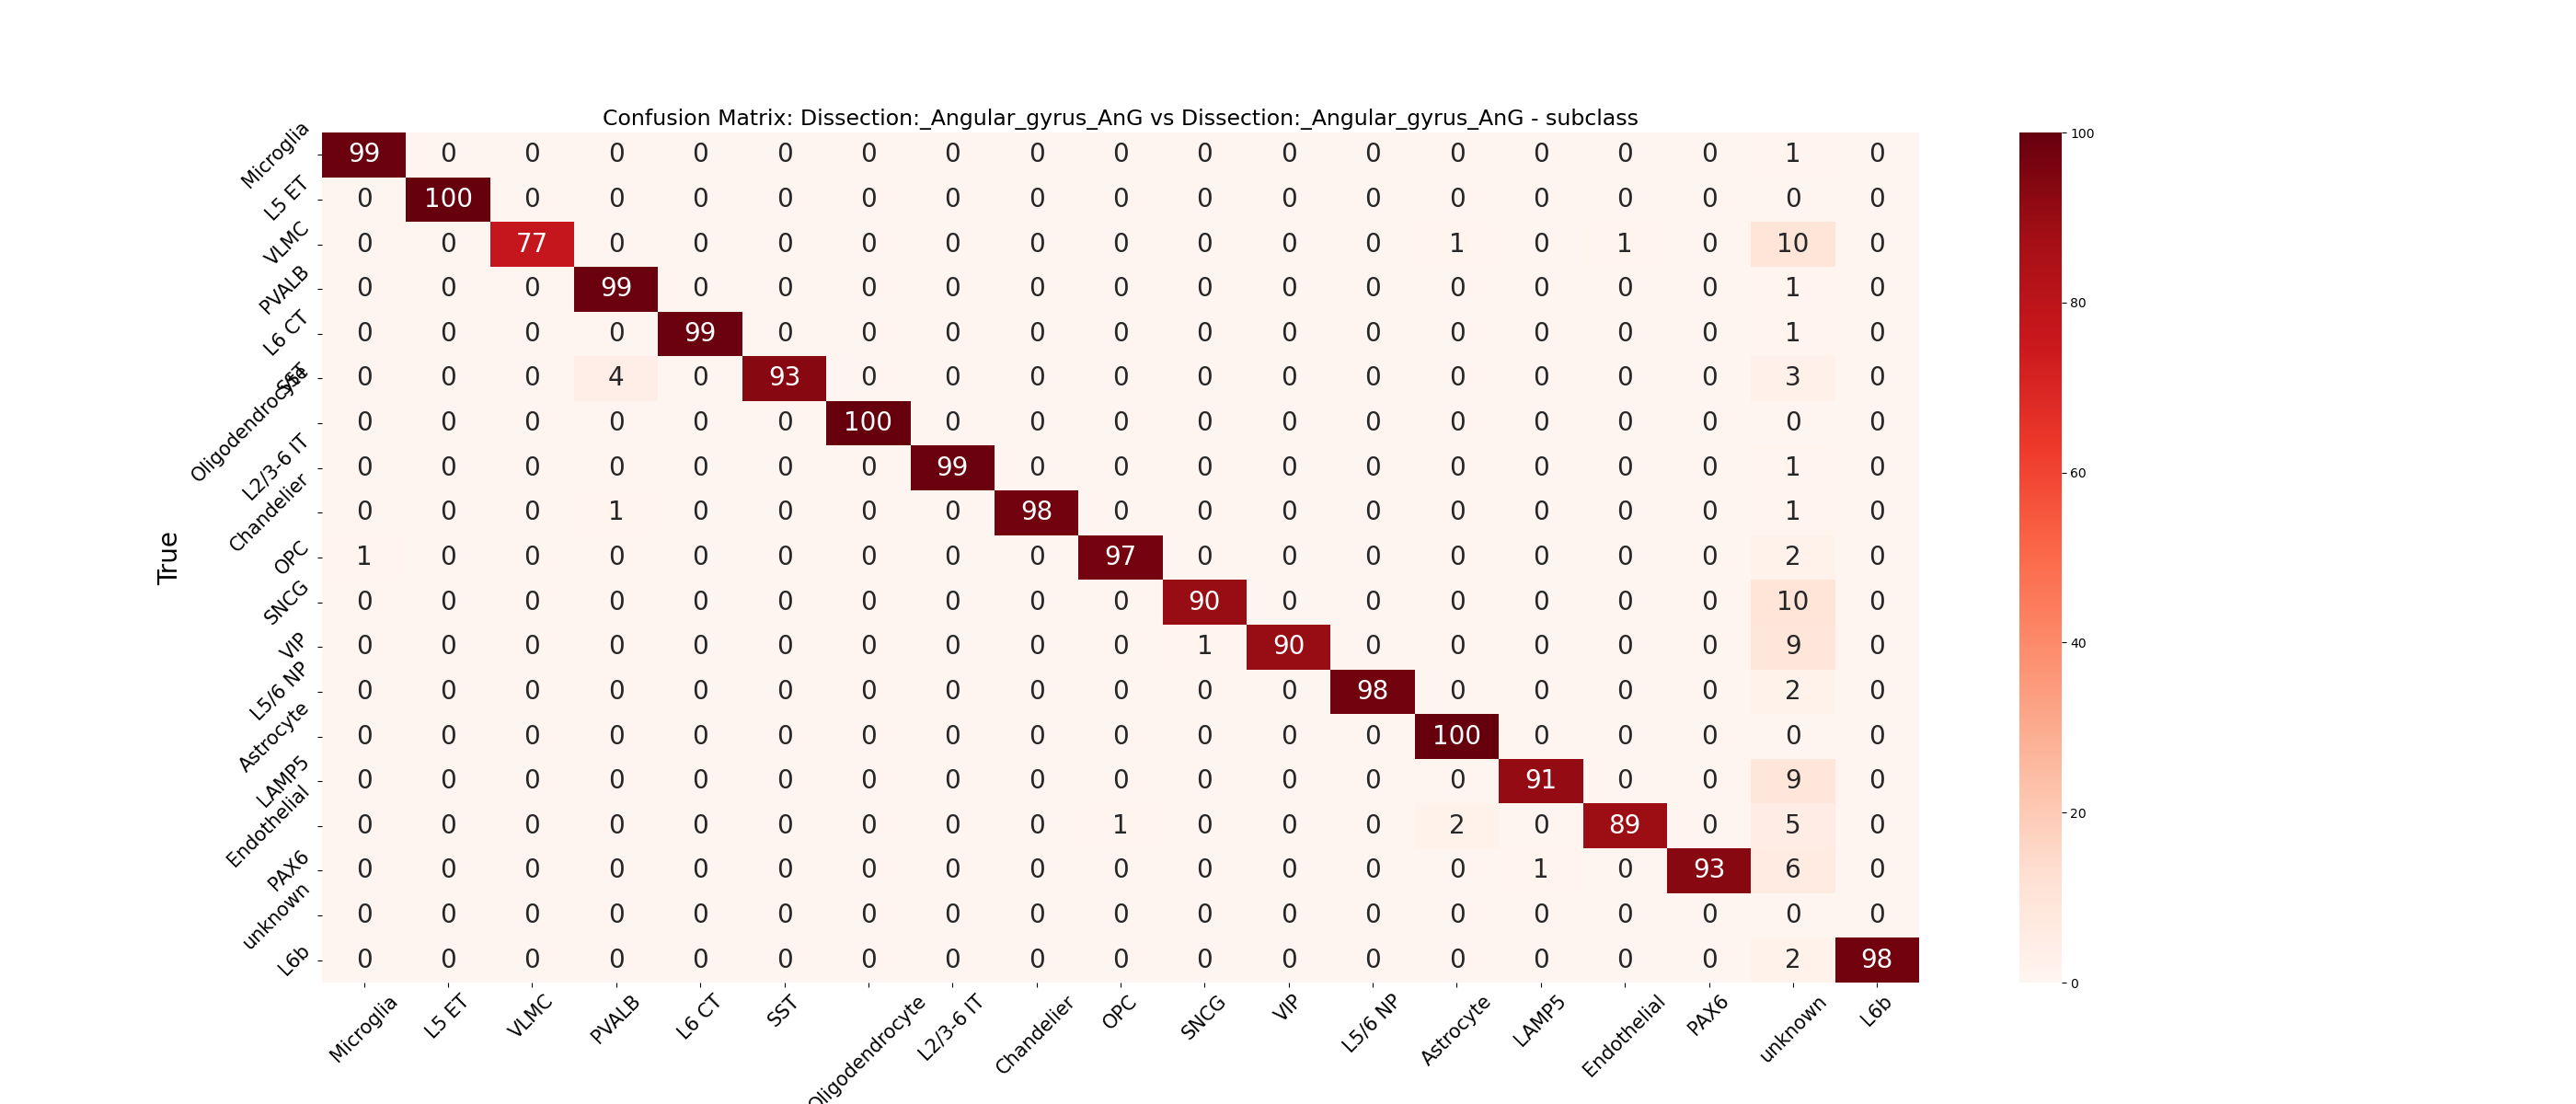 Confusion Matrix: Dissection:_Angular_gyrus_AnG vs Dissection:_Angular_gyrus_AnG - subclass
Microglia 99 0 0 0 0 0 0 0 0 0 0 0 0 0 0 0 0 1 0
L5 ET 0 100 0 0 0 0 0 0 0 0 0 0 0 0 0 0 0 0 0
VLMC 0 0 77 0 0 0 0 0 0 0 0 0 0 1 0 1 0 10 0
PVALB 0 0 0 99 0 0 0 0 0 0 0 0 0 0 0 0 0 1 0
L6 CT 0 0 0 0 99 0 0 0 0 0 0 0 0 0 0 0 0 1 0
SST 0 0 0 4 0 93 0 0 0 0 0 0 0 0 0 0 0 3 0
Oligodendrocyte 0 0 0 0 0 0 100 0 0 0 0 0 0 0 0 0 0 0 0
L2/3-6 IT 0 0 0 0 0 0 0 99 0 0 0 0 0 0 0 0 0 1 0
Chandelier 0 0 0 1 0 0 0 0 98 0 0 0 0 0 0 0 0 1 0
OPC 1 0 0 0 0 0 0 0 0 97 0 0 0 0 0 0 0 2 0
SNCG 0 0 0 0 0 0 0 0 0 0 90 0 0 0 0 0 0 10 0
VIP 0 0 0 0 0 0 0 0 0 0 1 90 0 0 0 0 0 9 0
L5/6 NP 0 0 0 0 0 0 0 0 0 0 0 0 98 0 0 0 0 2 0
Astrocyte 0 0 0 0 0 0 0 0 0 0 0 0 0 100 0 0 0 0 0
LAMP5 0 0 0 0 0 0 0 0 0 0 0 0 0 0 91 0 0 9 0
Endothelial 0 0 0 0 0 0 0 0 0 1 0 0 0 2 0 89 0 5 0
PAX6 0 0 0 0 0 0 0 0 0 0 0 0 0 0 1 0 93 6 0
unknown 0 0 0 0 0 0 0 0 0 0 0 0 0 0 0 0 0 0 0
L6b 0 0 0 0 0 0 0 0 0 0 0 0 0 0 0 0 0 2 98
True
Microglia L5 ET VLMC PVALB L6 CT SST Oligodendrocyte L2/3-6 IT Chandelier OPC SNCG VIP L5/6 NP Astrocyte LAMP5 Endothelial PAX6 unknown L6b
100
80
60
40
20
0